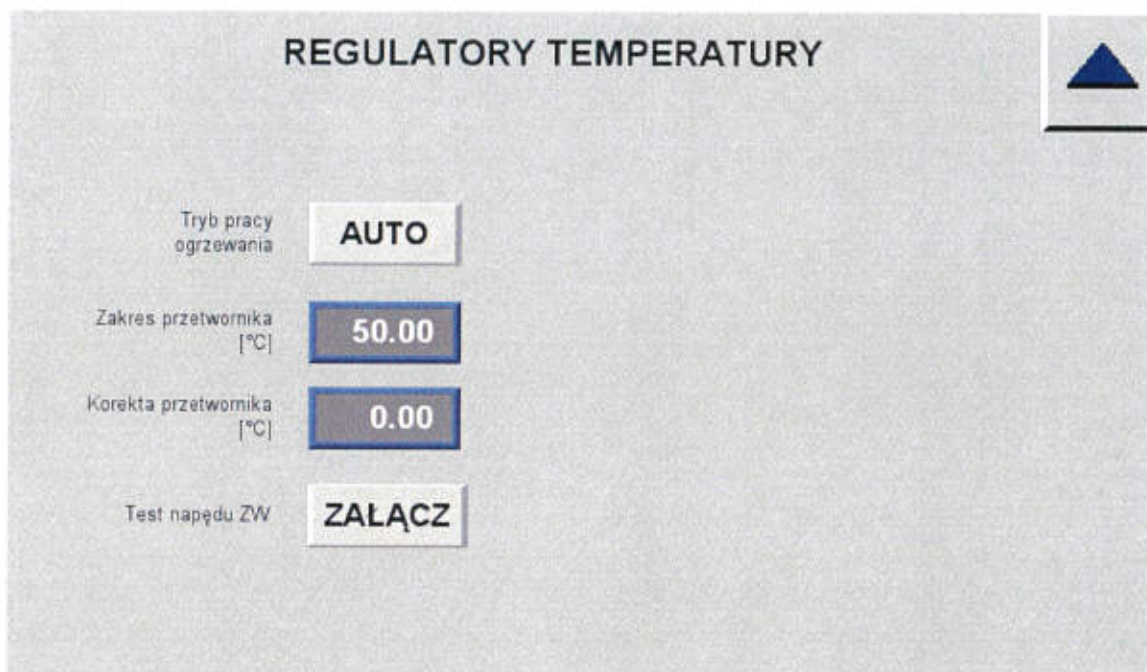 REGULATORY TEMPERATURY
Tryb pracy
ogrzewania
AUTO
Zakres przetwornika
[°C]
50.00
Korekta przetwornika
[°C]
0.00
Test napędu ZW
ZAŁĄCZ